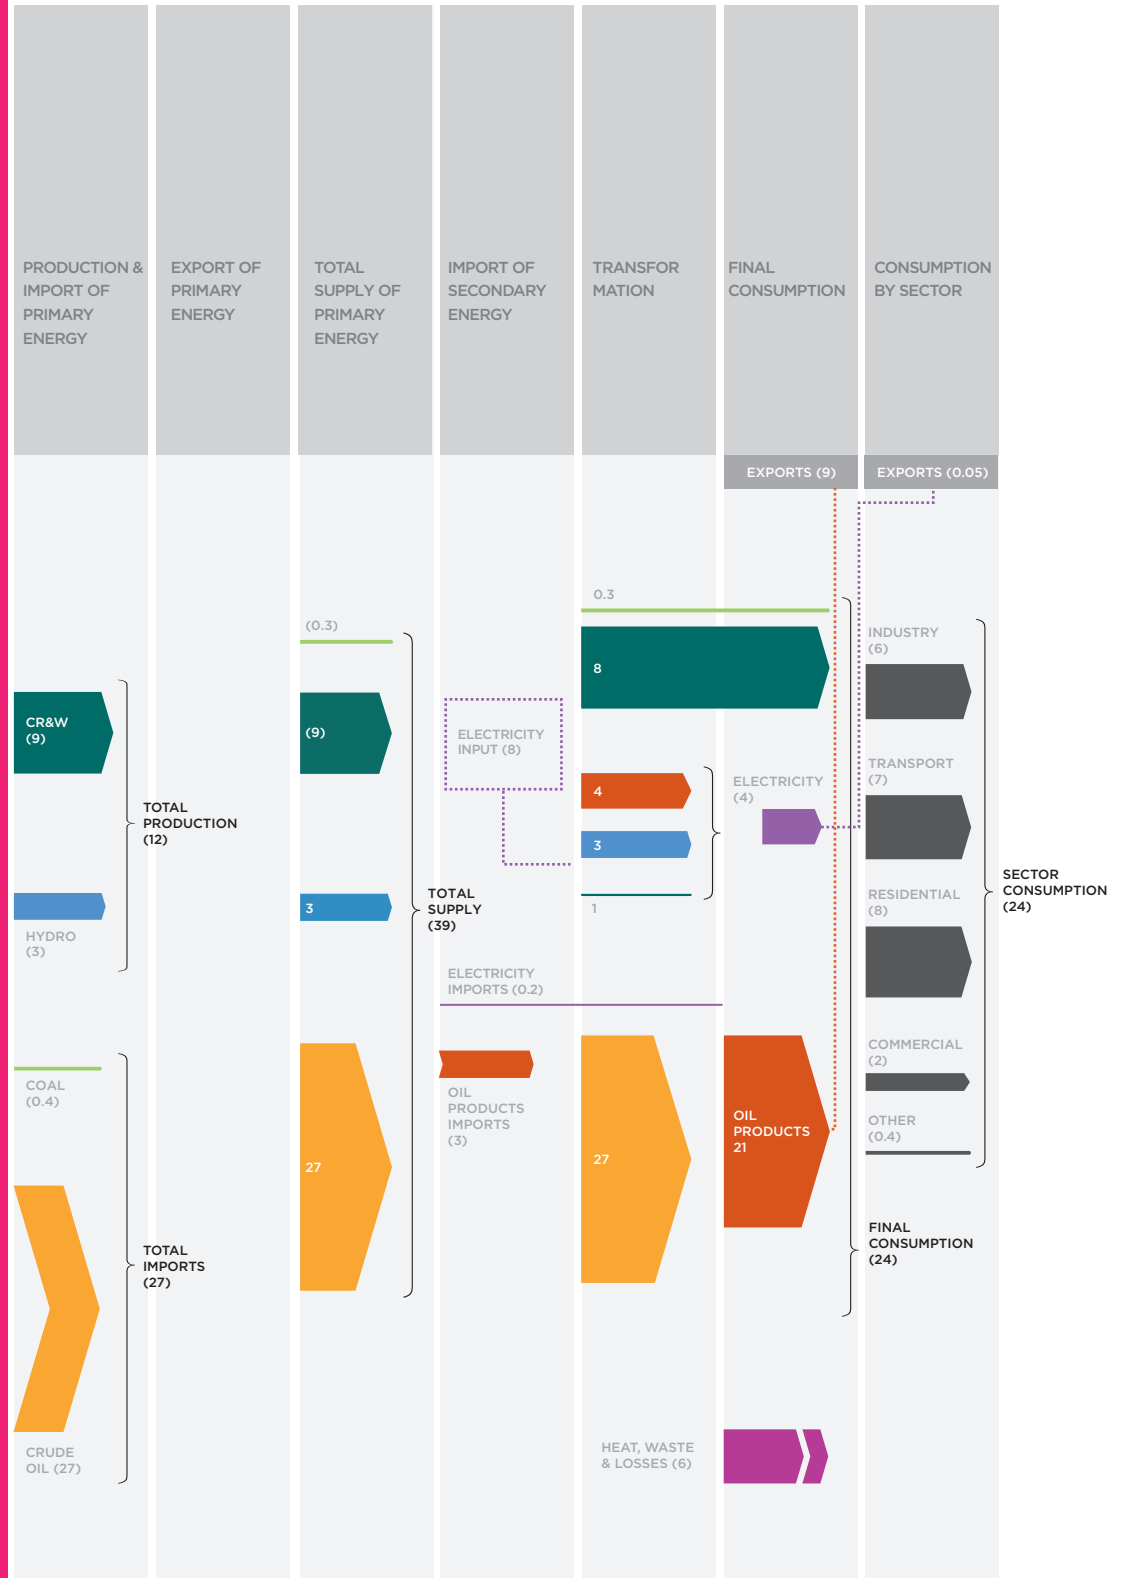 PRODUCTION &
IMPORT OF
PRIMARY
ENERGY
EXPORT OF
PRIMARY
ENERGY
TOTAL
SUPPLY OF
PRIMARY
ENERGY
IMPORT OF
SECONDARY
ENERGY
TRANSFOR
MATION
FINAL
CONSUMPTION
CONSUMPTION
BY SECTOR
EXPORTS (9)
EXPORTS (0.05)
CR&W
(9)
HYDRO
(3)
TOTAL
PRODUCTION
(12)
COAL
(0.4)
CRUDE
OIL (27)
TOTAL
IMPORTS
(27)
(0.3)
(9)
3
27
TOTAL
SUPPLY
(39)
ELECTRICITY
INPUT (8)
ELECTRICITY
IMPORTS (0.2)
OIL
PRODUCTS
IMPORTS
(3)
0.3
8
4
3
1
27
HEAT, WASTE
& LOSSES (6)
ELECTRICITY
(4)
OIL
PRODUCTS
21
FINAL
CONSUMPTION
(24)
INDUSTRY
(6)
TRANSPORT
(7)
RESIDENTIAL
(8)
COMMERCIAL
(2)
OTHER
(0.4)
SECTOR
CONSUMPTION
(24)